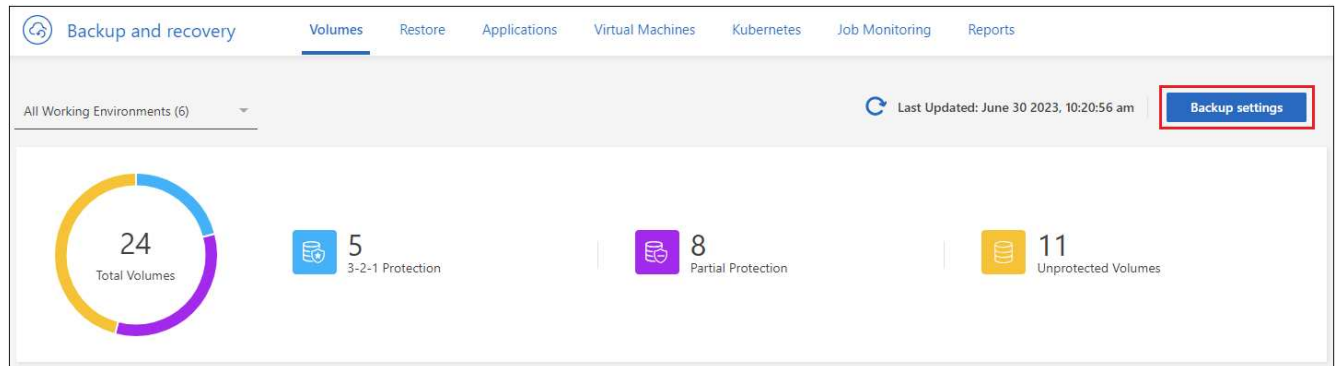 Backup and recovery Volumes Restore Applications Virtual Machines Kubernetes Job Monitoring Reports
All Working Environments (6) Last Updated: June 30 2023, 10:20:56 am Backup settings
24
Total Volumes
5
3-2-1 Protection
8
Partial Protection
11
Unprotected Volumes